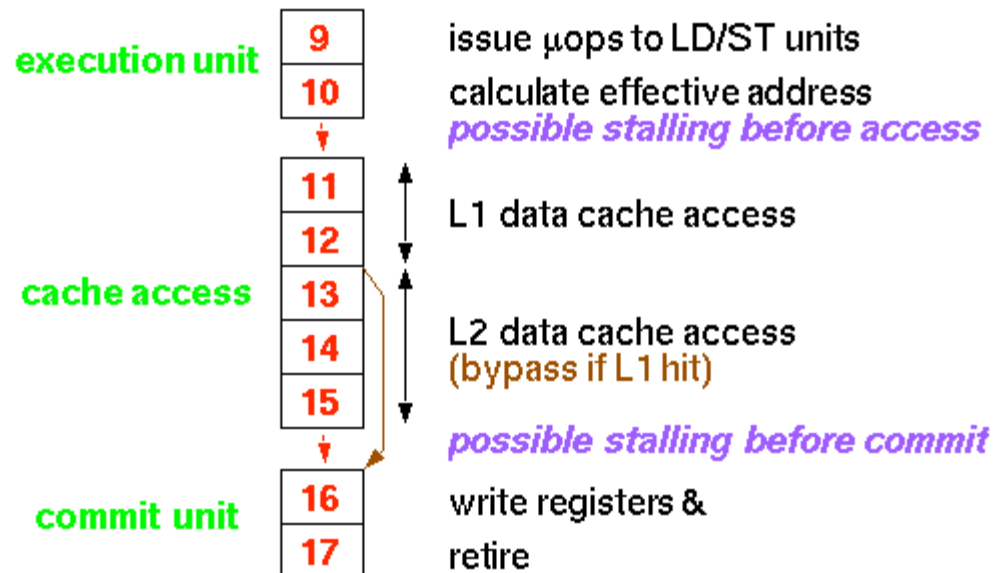 execution unit
9
issue μops to LD/ST units
10
calculate effective address
possible stalling before access
11
L1 data cache access
12
cache access
13
L2 data cache access
14
(bypass if L1 hit)
15
possible stalling before commit
commit unit
16
write registers &
17
retire